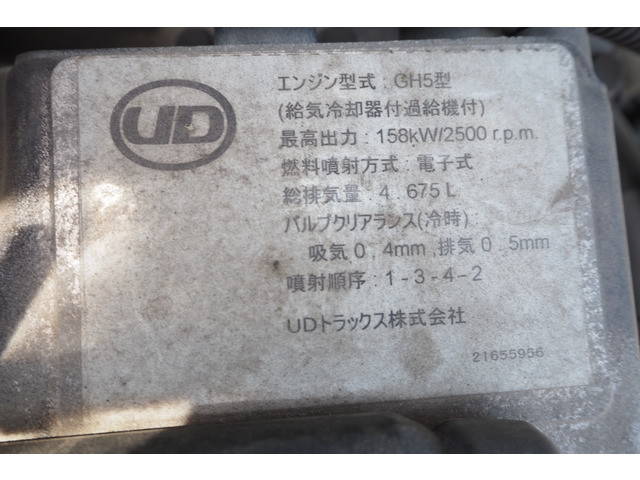 UD
エンジン型式 : GH5型
(給気冷却器付過給機付)
最高出力 : 158kW/2500 r.p.m.
燃料噴射方式 : 電子式
総排気量 : 4 . 675 L
バルブクリアランス(冷時) :
吸気 0 . 4mm ,排気 0 . 5mm
噴射順序 : 1 - 3 - 4 - 2
UDトラックス株式会社
21655956